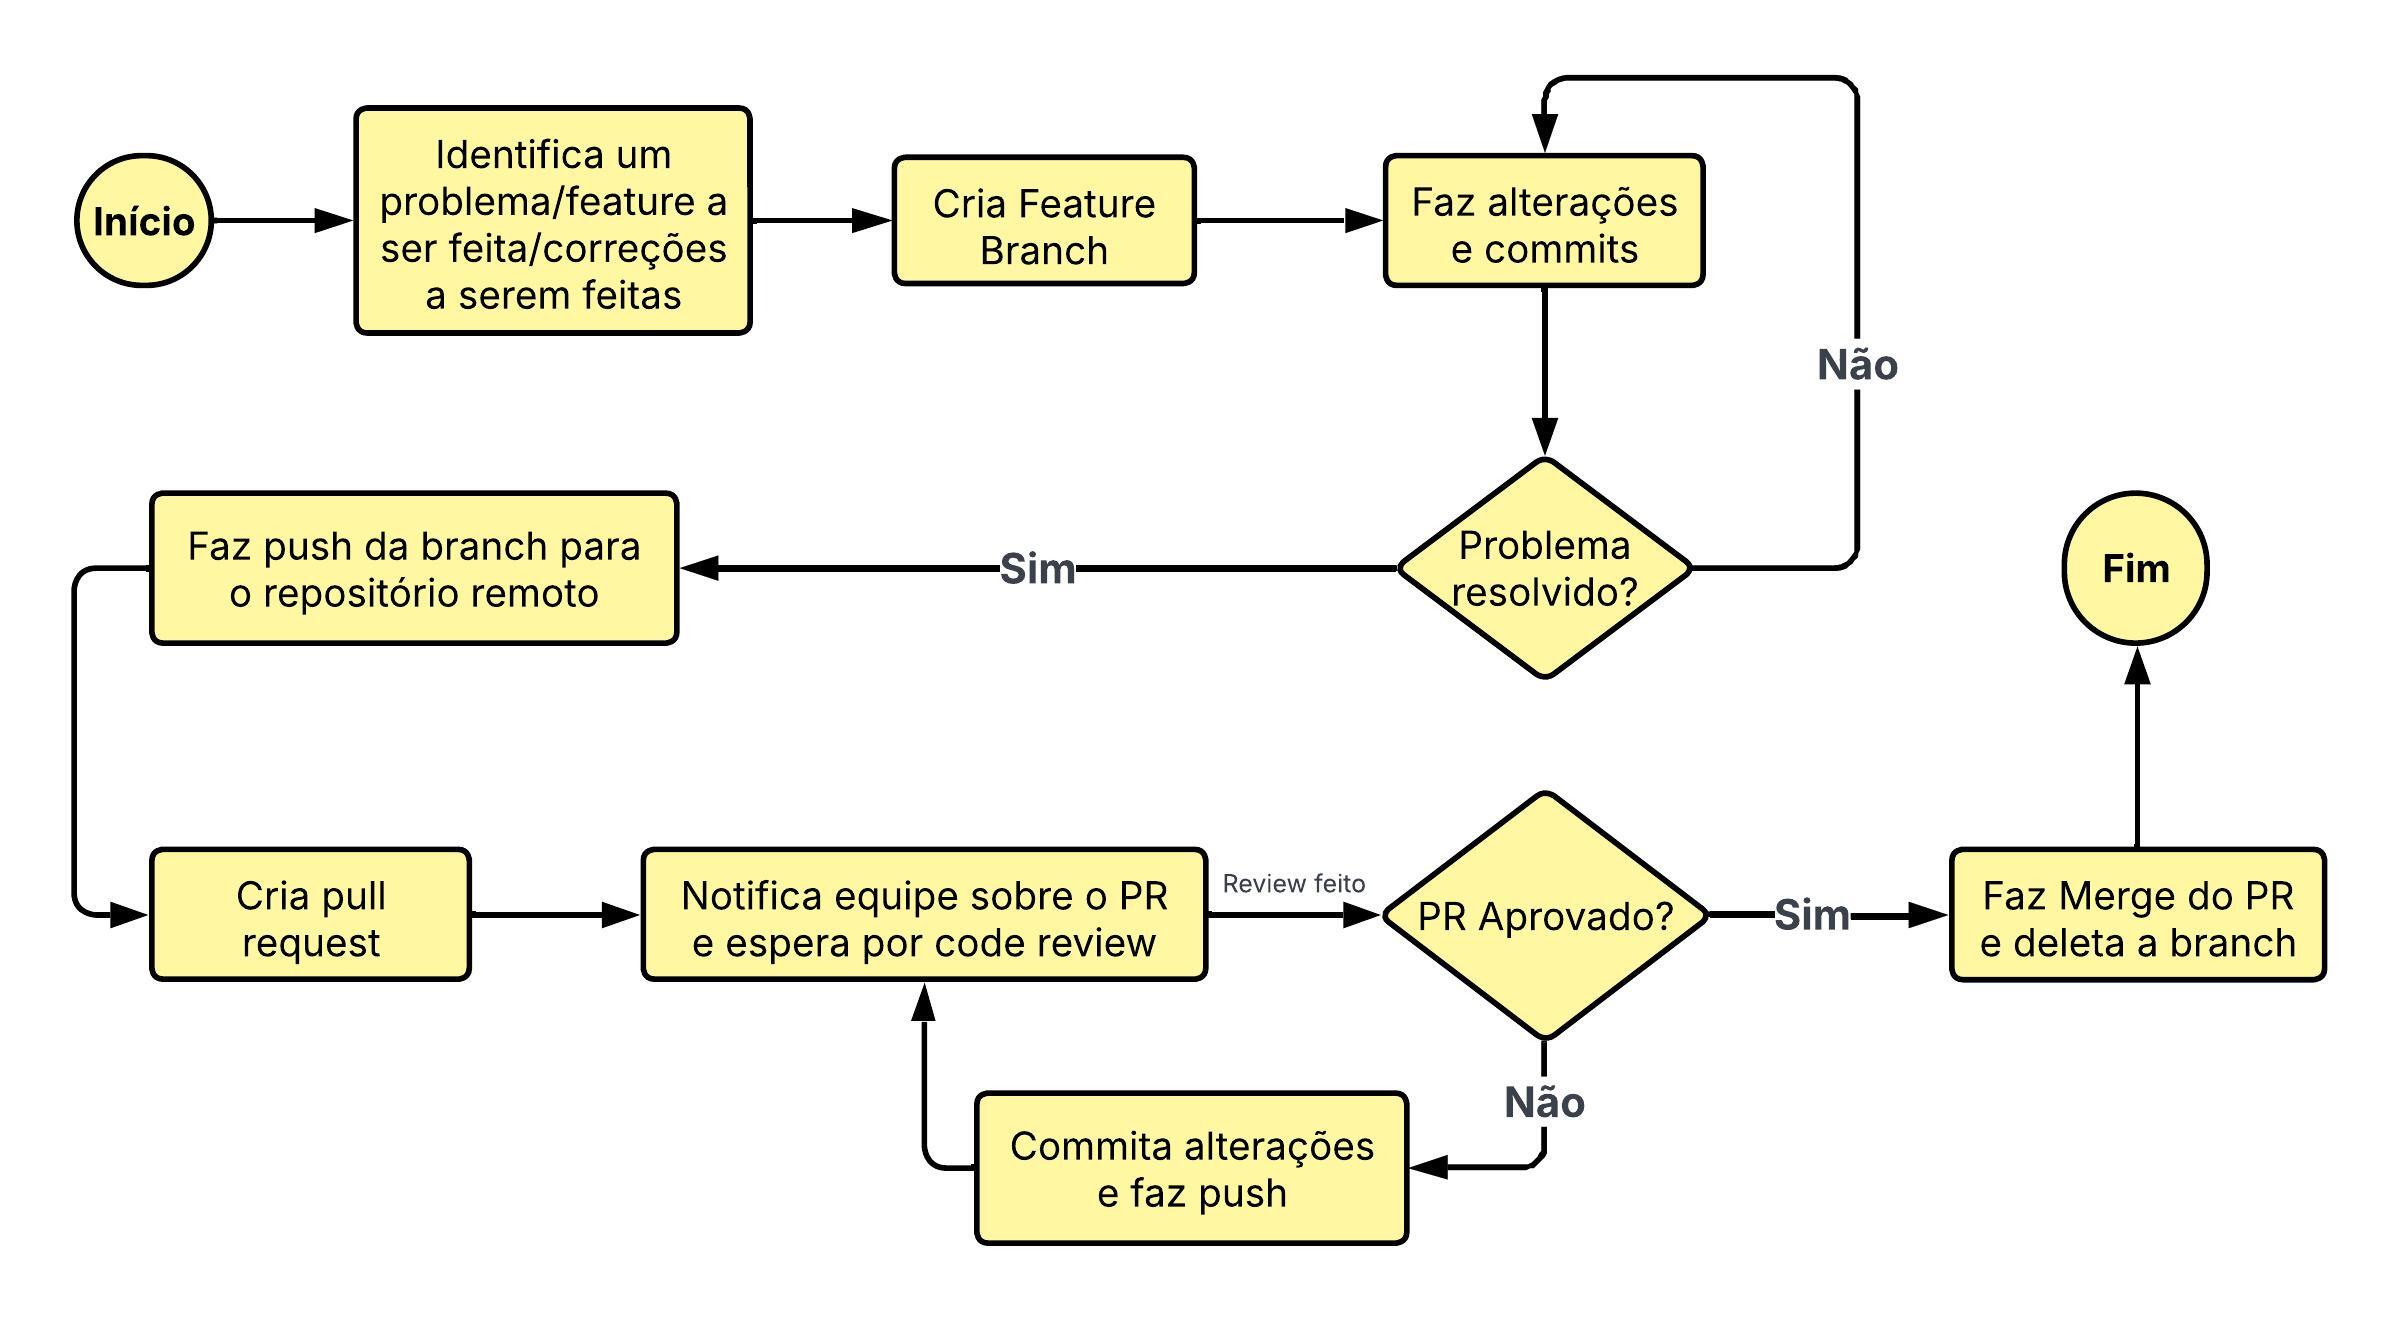 Início
Identifica um
problema/feature a
ser feita/correções
a serem feitas
Cria Feature
Branch
Faz alterações
e commits
Não
Problema
resolvido?
Sim
Faz push da branch para
o repositório remoto
Cria pull
request
Notifica equipe sobre o PR
e espera por code review
Review feito
PR Aprovado?
Sim
Faz Merge do PR
e deleta a branch
Fim
Não
Commita alterações
e faz push